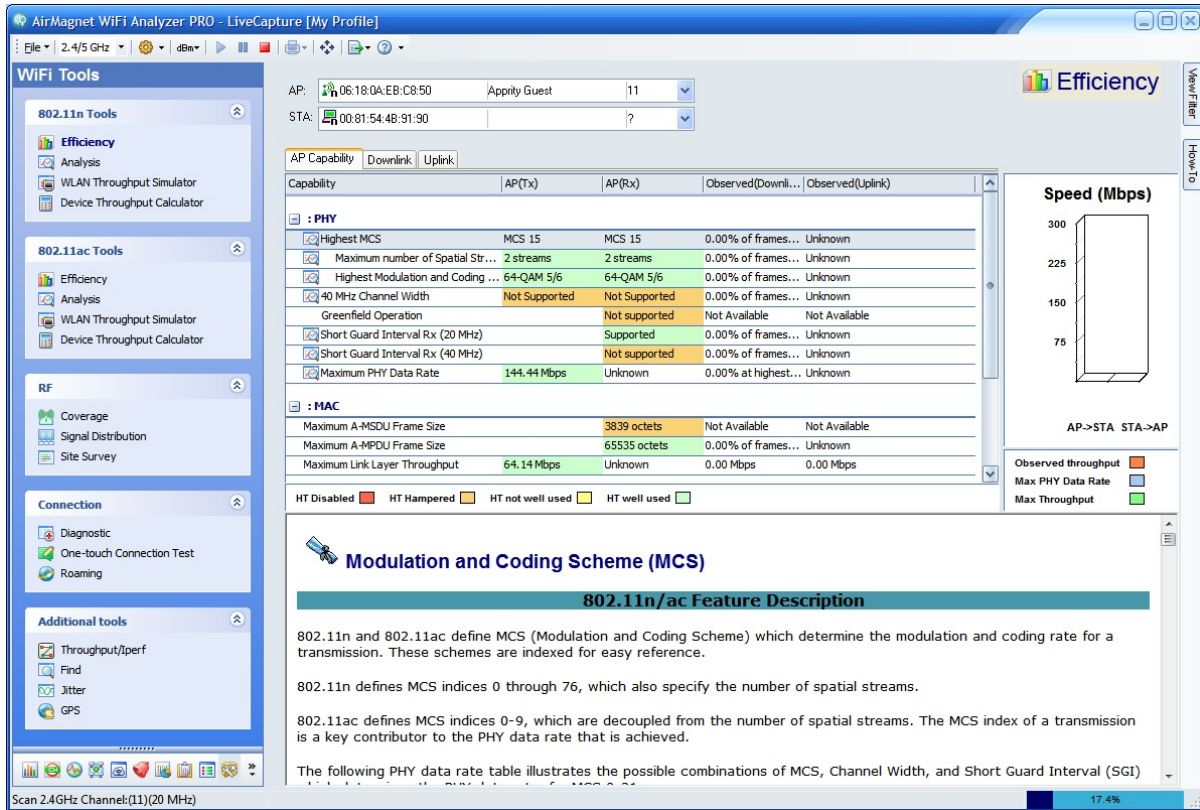 AirMagnet WiFi Analyzer PRO - LiveCapture [My Profile]
File 2.4/5 GHz dBm
WiFi Tools
802.11n Tools
Efficiency
Analysis
WLAN Throughput Simulator
Device Throughput Calculator
802.11ac Tools
Efficiency
Analysis
WLAN Throughput Simulator
Device Throughput Calculator
RF
Coverage
Signal Distribution
Site Survey
Connection
Diagnostic
One-touch Connection Test
Roaming
Additional tools
Throughput/Iperf
Find
Jitter
GPS
AP: 06:18:0A:EB:C8:50 Apprity Guest 11
STA: 00:81:54:4B:91:90 ?
Efficiency
ViewFilter
How-To
AP Capability Downlink Uplink
Capability AP(Tx) AP(Rx) Observed(Downli... Observed(Uplink)
: PHY
Highest MCS MCS 15 MCS 15 0.00% of frames... Unknown
Maximum number of Spatial Str... 2 streams 2 streams 0.00% of frames... Unknown
Highest Modulation and Coding ... 64-QAM 5/6 64-QAM 5/6 0.00% of frames... Unknown
40 MHz Channel Width Not Supported Not Supported 0.00% of frames... Unknown
Greenfield Operation Not supported Not Available Not Available
Short Guard Interval Rx (20 MHz) Supported 0.00% of frames... Unknown
Short Guard Interval Rx (40 MHz) Not supported 0.00% of frames... Unknown
Maximum PHY Data Rate 144.44 Mbps Unknown 0.00% at highest... Unknown
: MAC
Maximum A-MSDU Frame Size 3839 octets Not Available Not Available
Maximum A-MPDU Frame Size 65535 octets 0.00% of frames... Unknown
Maximum Link Layer Throughput 64.14 Mbps Unknown 0.00 Mbps 0.00 Mbps
HT Disabled HT Hampered HT not well used HT well used
Speed (Mbps)
300
225
150
75
AP->STA STA->AP
Observed throughput
Max PHY Data Rate
Max Throughput
Modulation and Coding Scheme (MCS)
802.11n/ac Feature Description
802.11n and 802.11ac define MCS (Modulation and Coding Scheme) which determine the modulation and coding rate for a
transmission. These schemes are indexed for easy reference.
802.11n defines MCS indices 0 through 76, which also specify the number of spatial streams.
802.11ac defines MCS indices 0-9, which are decoupled from the number of spatial streams. The MCS index of a transmission
is a key contributor to the PHY data rate that is achieved.
The following PHY data rate table illustrates the possible combinations of MCS, Channel Width, and Short Guard Interval (SGI)
Scan 2.4GHz Channel:(11)(20 MHz) 17.4%